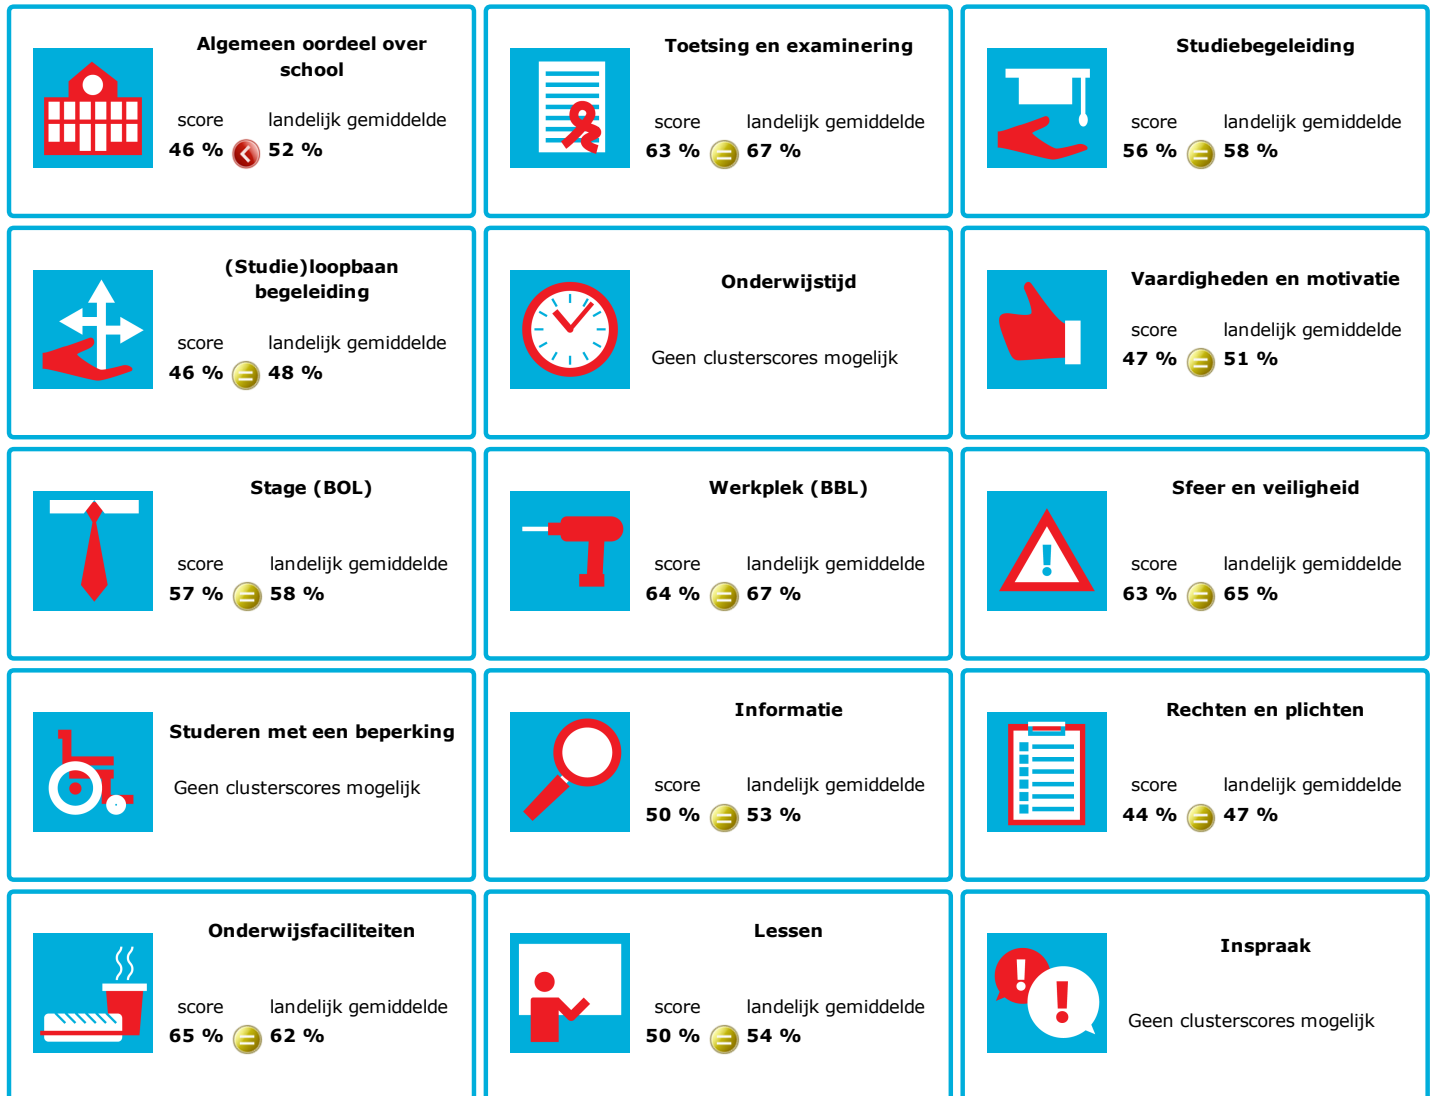 Algemeen oordeel over
school
score landelijk gemiddelde
46 % 52 %
Toetsing en examinering
score landelijk gemiddelde
63 % = 67 %
Studiebegeleiding
score landelijk gemiddelde
56 % = 58 %
(Studie)loopbaan
begeleiding
score landelijk gemiddelde
46 % = 48 %
Onderwijstijd
Geen clusterscores mogelijk
Vaardigheden en motivatie
score landelijk gemiddelde
47 % = 51 %
Stage (BOL)
score landelijk gemiddelde
57 % = 58 %
Werkplek (BBL)
score landelijk gemiddelde
64 % = 67 %
Sfeer en veiligheid
!
score landelijk gemiddelde
63 % = 65 %
Studeren met een beperking
Geen clusterscores mogelijk
Informatie
score landelijk gemiddelde
50 % = 53 %
Rechten en plichten
score landelijk gemiddelde
44 % = 47 %
Onderwijsfaciliteiten
score landelijk gemiddelde
65 % = 62 %
Lessen
score landelijk gemiddelde
50 % = 54 %
Inspraak
! !
Geen clusterscores mogelijk